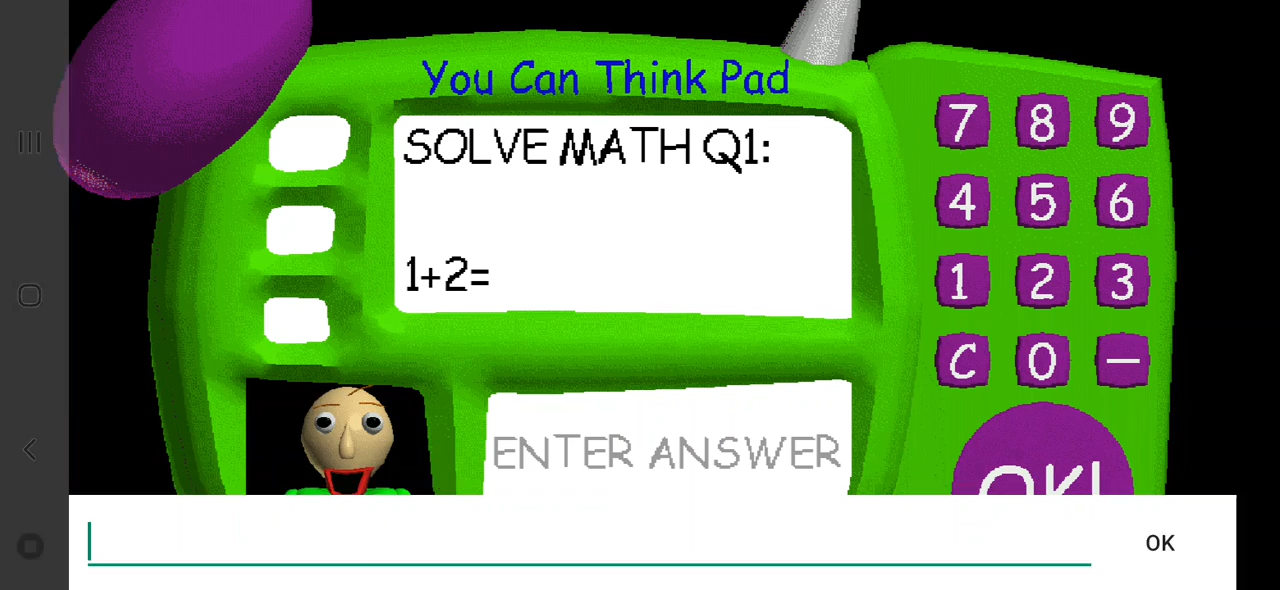 You Can Think Pad
SOLVE MATH Q1:
1+2=
7 8 9
4 5 6
1 2 3
C 0 —
ENTER ANSWER
OK!
OK